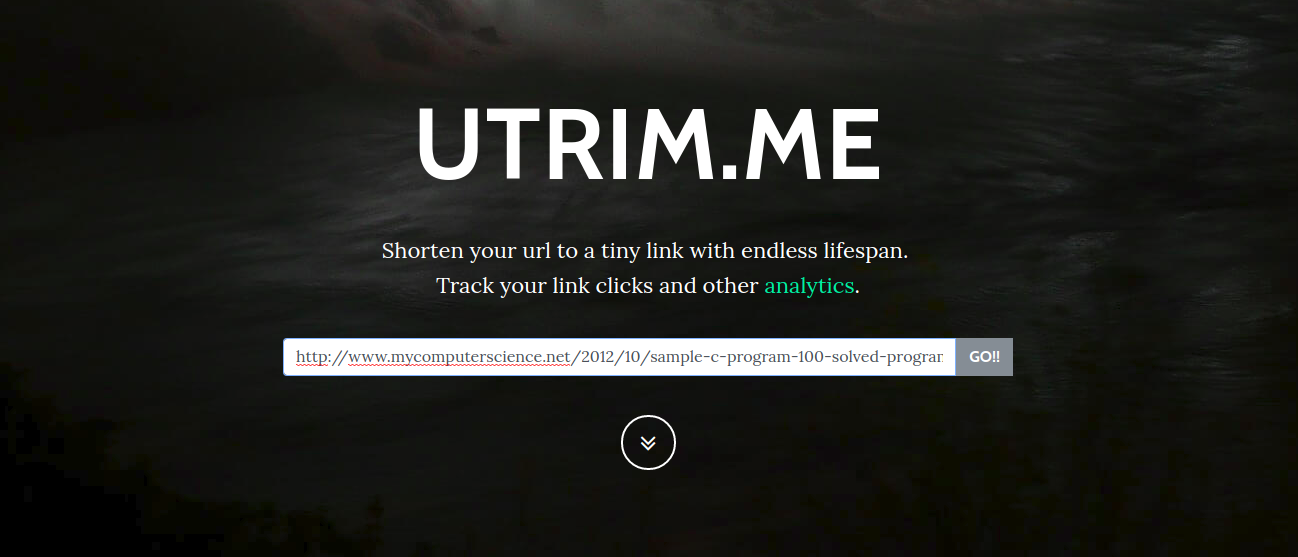 UTRIM.ME
Shorten your url to a tiny link with endless lifespan.
Track your link clicks and other analytics.
http://www.mycomputerscience.net/2012/10/sample-c-program-100-solved-program
GO!!